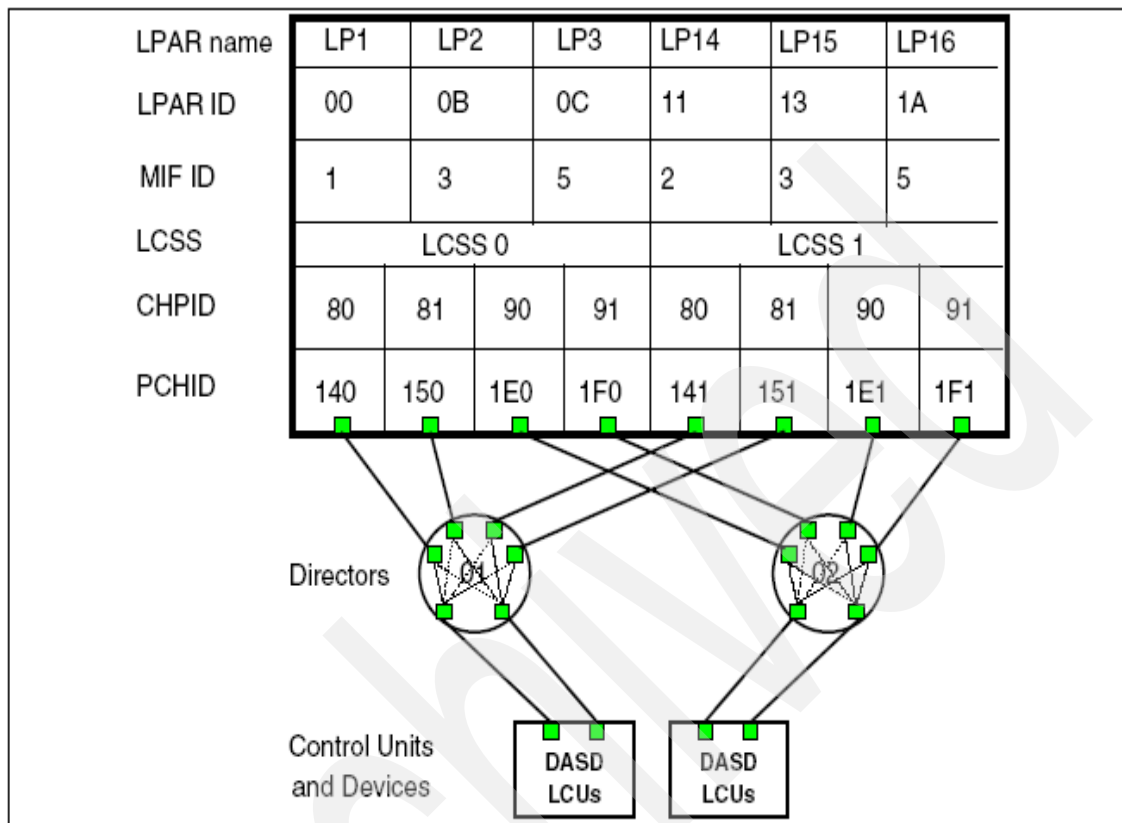 LPAR name LP1 LP2 LP3 LP14 LP15 LP16
LPAR ID 00 0B 0C 11 13 1A
MIF ID 1 3 5 2 3 5
LCSS LCSS 0 LCSS 1
CHPID 80 81 90 91 80 81 90 91
PCHID 140 150 1E0 1F0 141 151 1E1 1F1
Directors 01 02
Control Units
and Devices
DASD
LCUs
DASD
LCUs